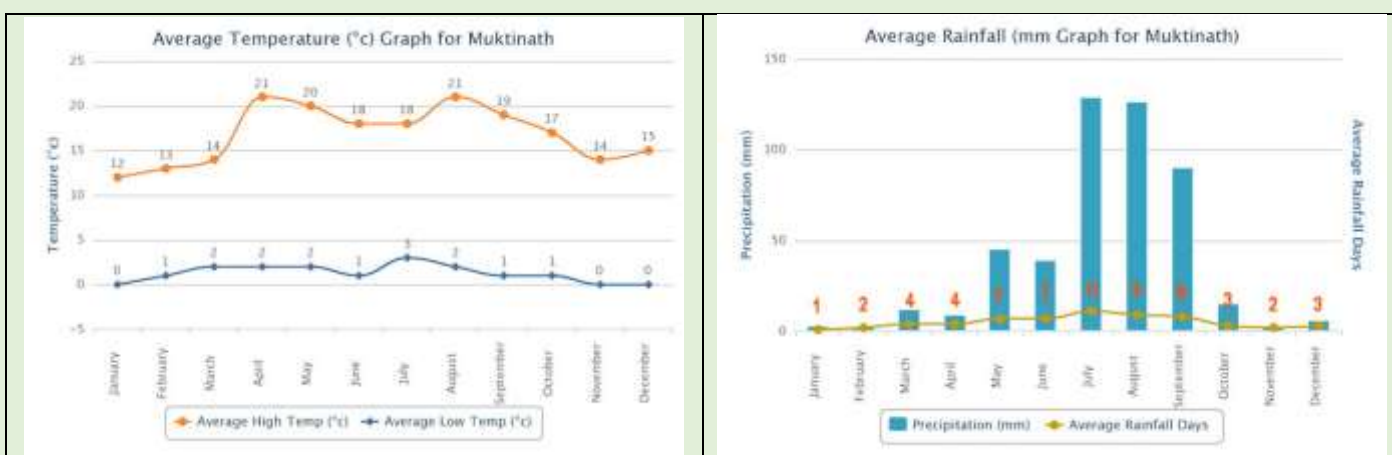 Average Temperature (°c) Graph for Muktinath
Temperature (°c)
25
20
15
10
5
0
−5
12
13
14
21
20
18
18
21
19
17
14
15
0
1
2
2
2
1
3
2
1
1
0
0
January
February
March
April
May
June
July
August
September
October
November
December
Average High Temp (°c)
Average Low Temp (°c)
Average Rainfall (mm Graph for Muktinath)
Precipitation (mm)
150
100
50
0
Average Rainfall Days
1
2
4
4
3
2
3
January
February
March
April
May
June
July
August
September
October
November
December
Precipitation (mm)
Average Rainfall Days